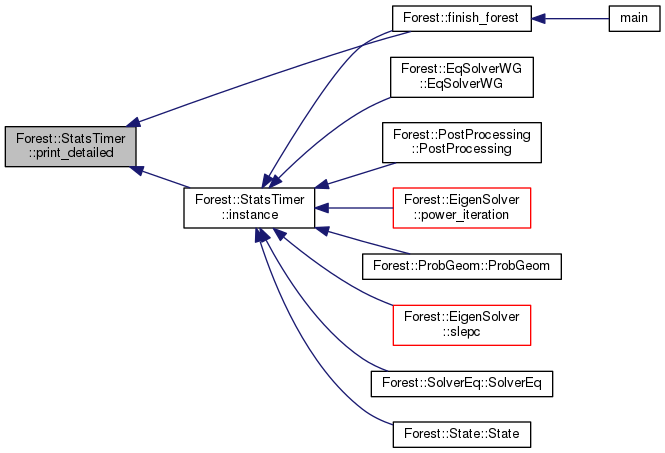 Forest::finish_forest
main
Forest::EqSolverWG
::EqSolverWG
Forest::StatsTimer
::print_detailed
Forest::PostProcessing
::PostProcessing
Forest::StatsTimer
::instance
Forest::EigenSolver
::power_iteration
Forest::ProbGeom::ProbGeom
Forest::EigenSolver
::slepc
Forest::SolverEq::SolverEq
Forest::State::State